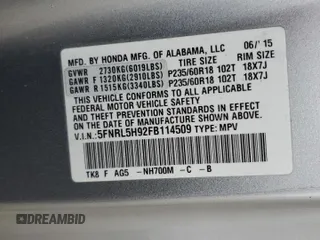 MFD. BY HONDA MFG. OF ALABAMA, LLC 06/ 15
GVWR 2730KG(6019LBS) TIRE SIZE RIM SIZE
GAWR F 1320KG(2910LBS) P235/60R18 102T 18X7J
GAWR R 1515KG(3340LBS) P235/60R18 102T 18X7J
THIS VEHICLE CONFORMS TO ALL APPLICABLE
FEDERAL MOTOR VEHICLE SAFETY, BUMPER, AND
THEFT PREVENTION STANDARDS IN EFFECT ON THE
DATE OF MANUFACTURE SHOWN ABOVE.
V.I.N.: 5FNRL5H92FB114509 TYPE: MPV
TK8 F AG5 -NH700M -C -B
DREAMBID